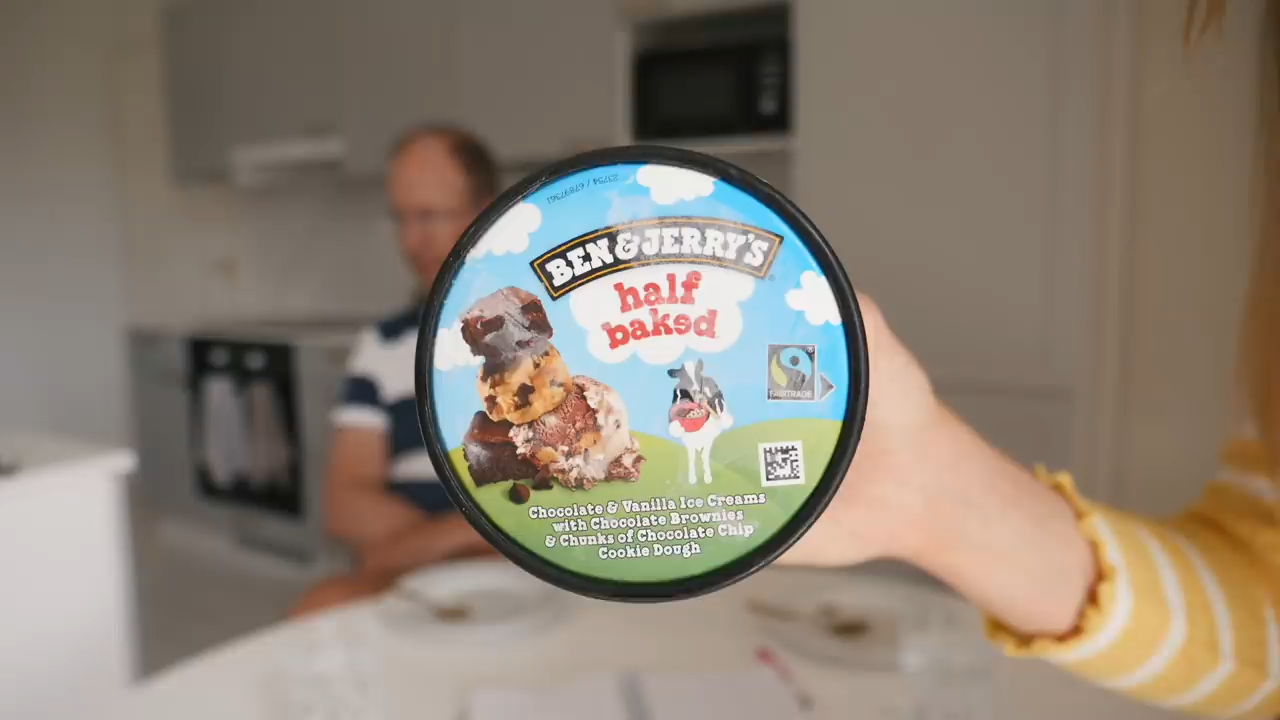 BEN & JERRY'S
half
baked
FAIRTRADE
Chocolate & Vanilla Ice Creams
with Chocolate Brownies
& Chunks of Chocolate Chip
Cookie Dough